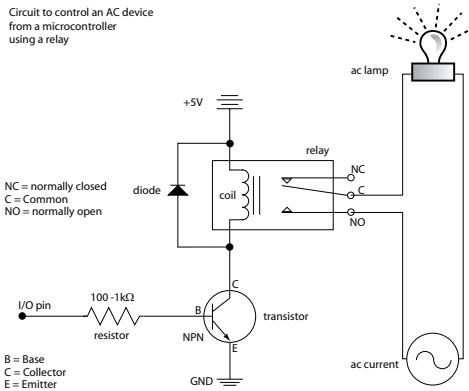 Circuit to control an AC device
from a microcontroller
using a relay
ac lamp
+5V
relay
NC
C
NO
coil
diode
NC = normally closed
C = Common
NO = normally open
C
100 -1kΩ
I/O pin
B
transistor
resistor
NPN
E
B = Base
C = Collector
E = Emitter
GND
ac current